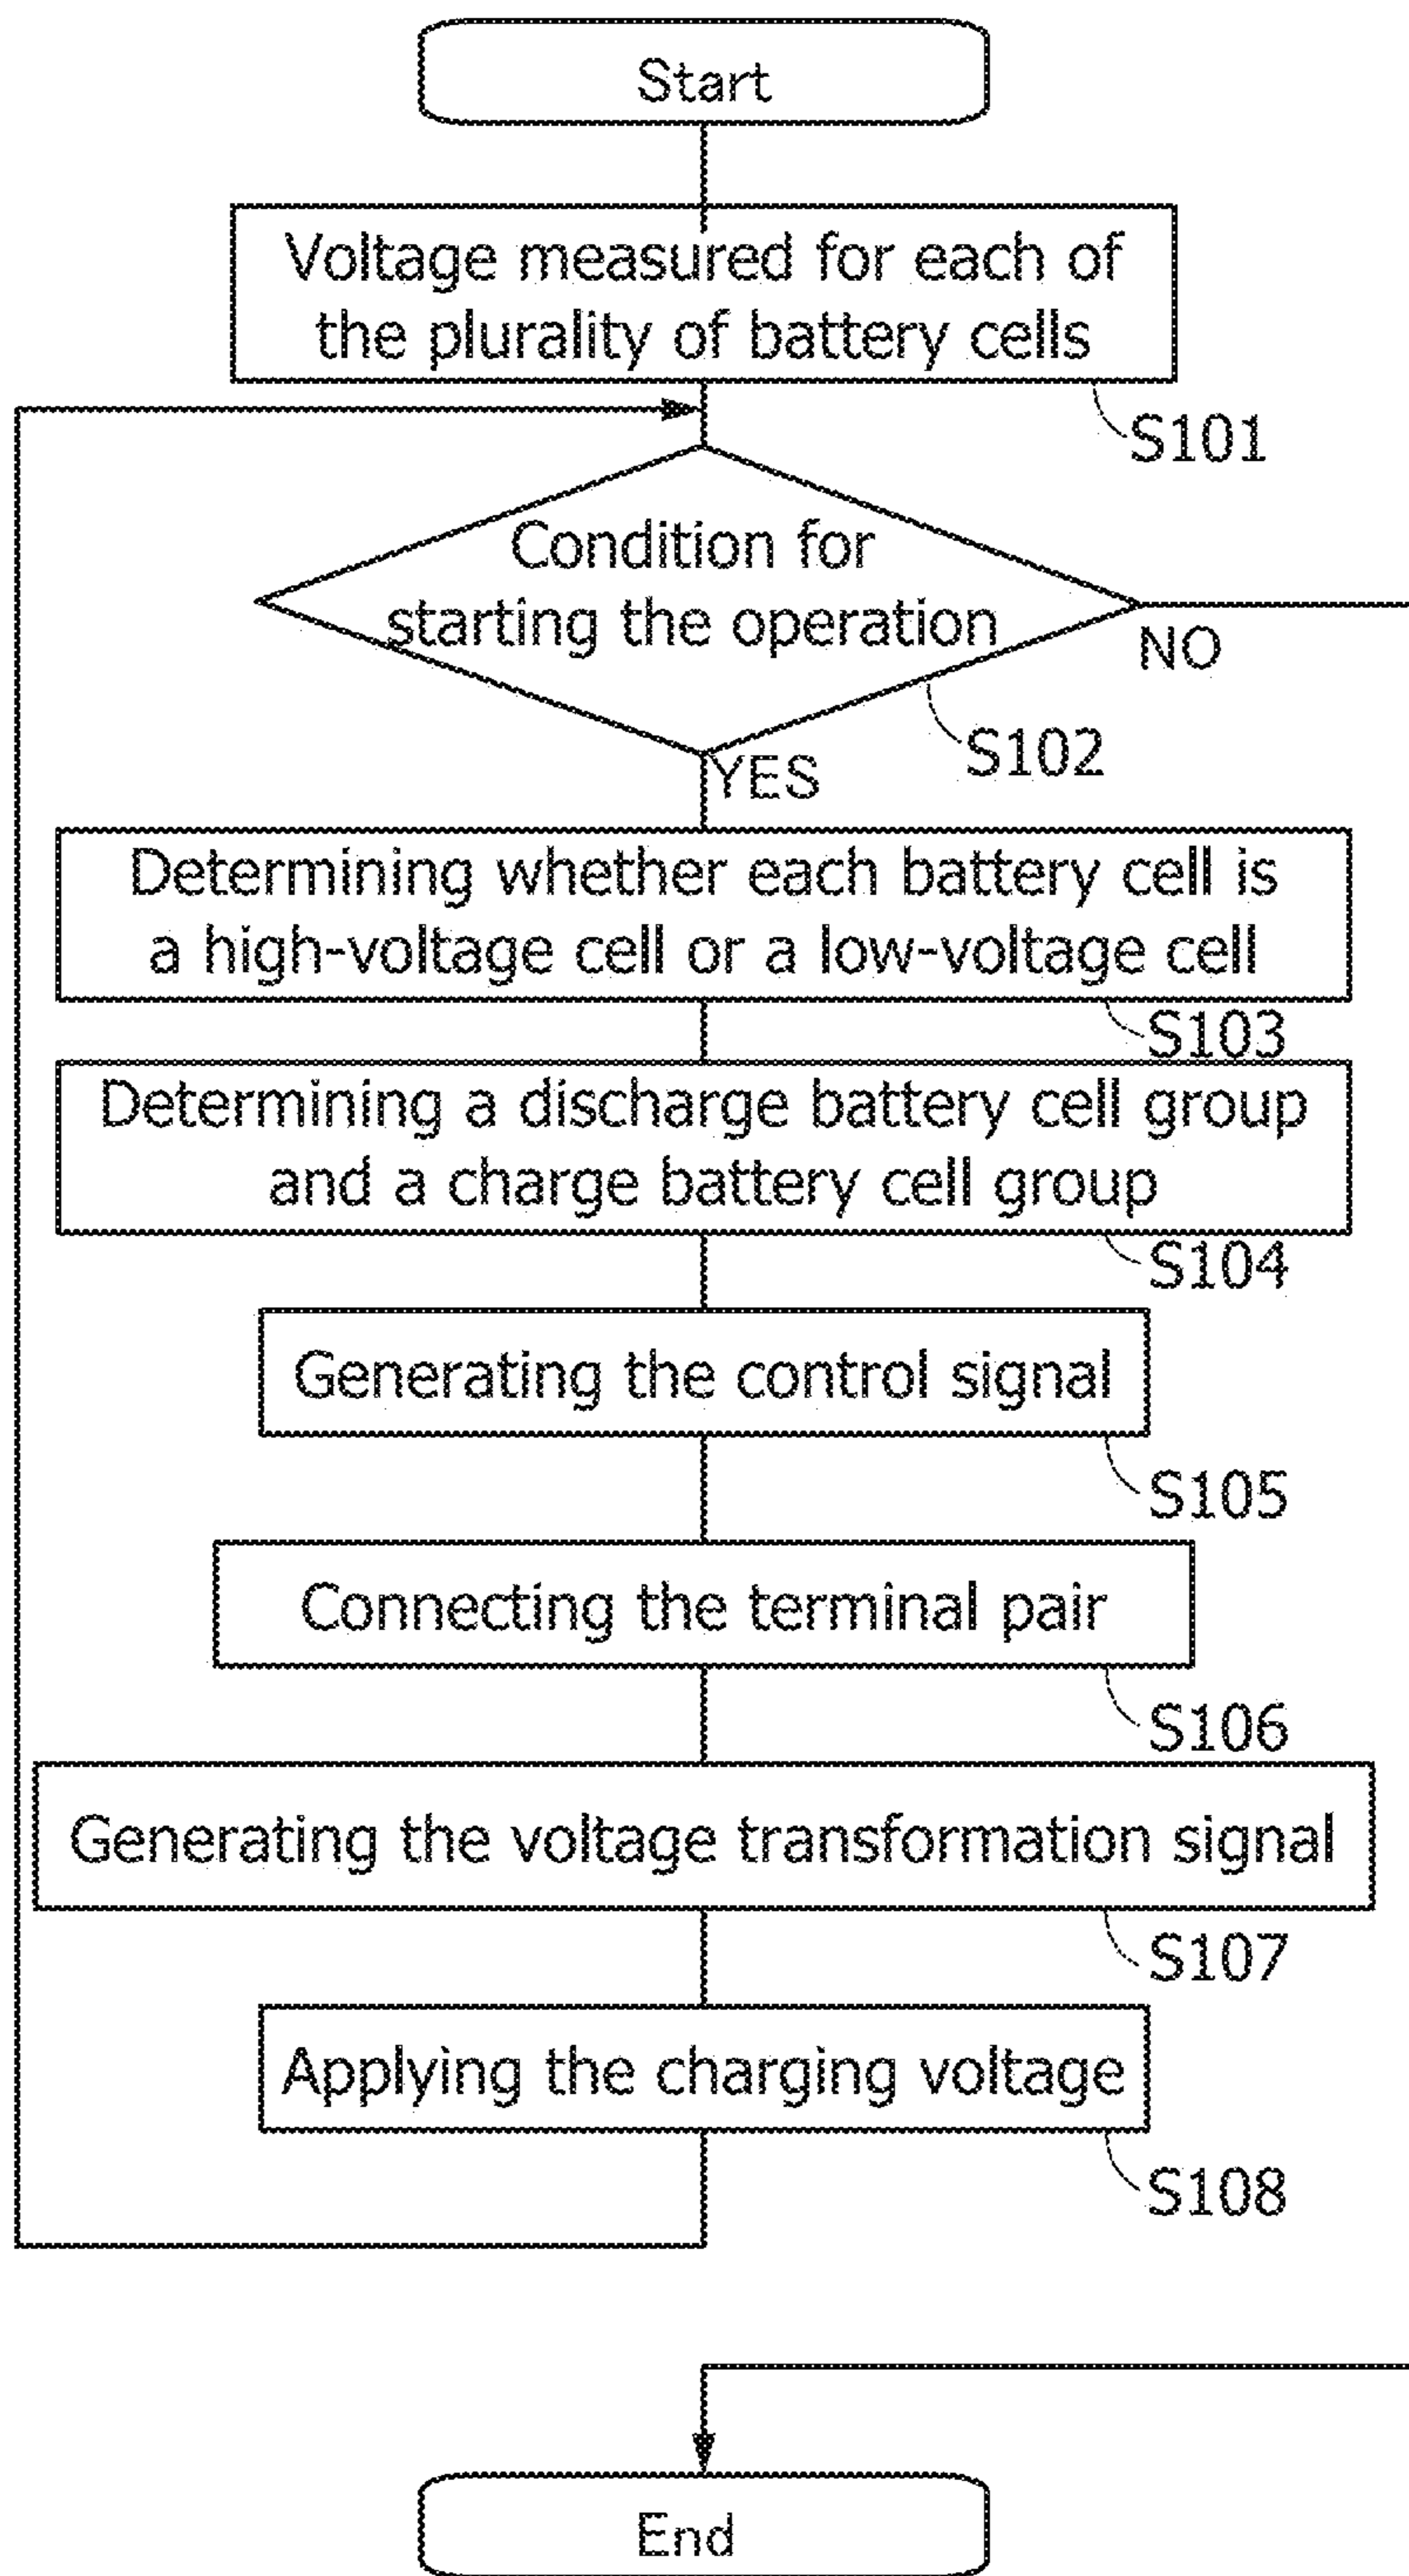 Start
Voltage measured for each of
the plurality of battery cells
S101
Condition for
starting the operation
NO
S102
YES
Determining whether each battery cell is
a high-voltage cell or a low-voltage cell
S103
Determining a discharge battery cell group
and a charge battery cell group
S104
Generating the control signal
S105
Connecting the terminal pair
S106
Generating the voltage transformation signal
S107
Applying the charging voltage
S108
End